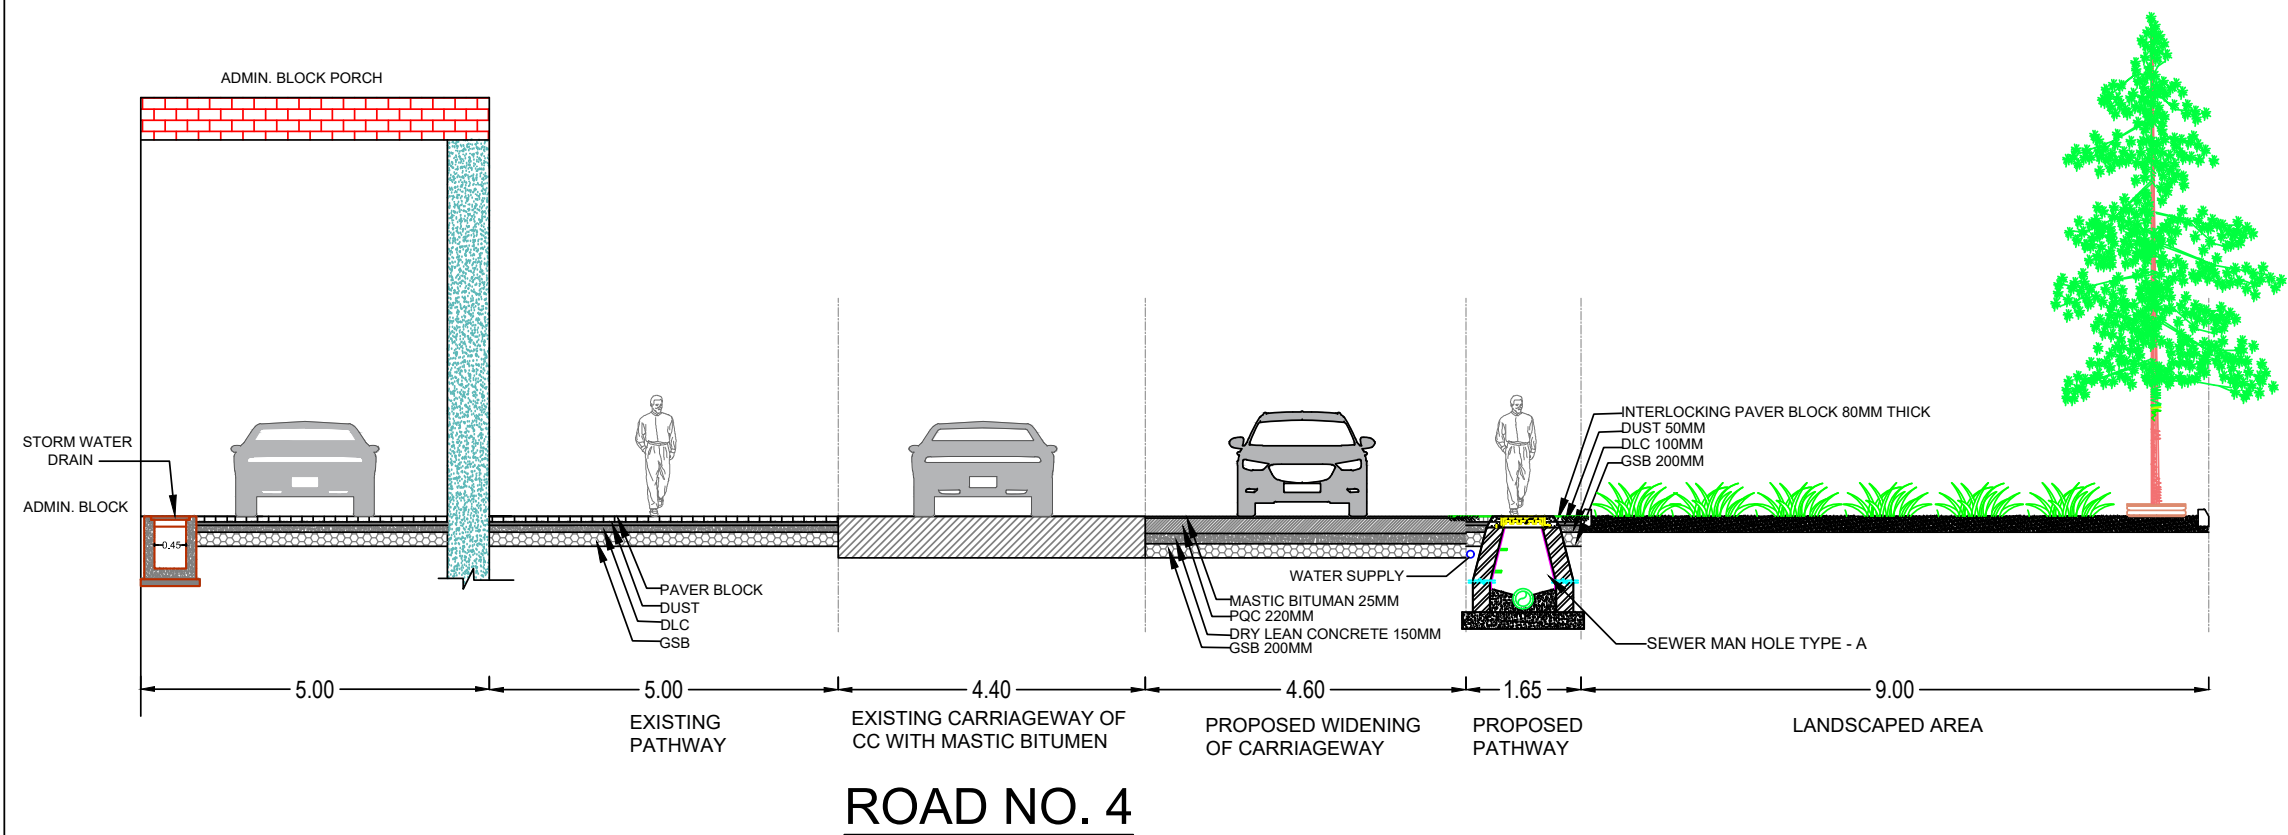 ADMIN. BLOCK PORCH
STORM WATER
DRAIN
ADMIN. BLOCK
0.45
PAVER BLOCK
DUST
DLC
GSB
INTERLOCKING PAVER BLOCK 80MM THICK
DUST 50MM
DLC 100MM
GSB 200MM
WATER SUPPLY
MASTIC BITUMAN 25MM
PQC 220MM
DRY LEAN CONCRETE 150MM
GSB 200MM
SEWER MAN HOLE TYPE - A
5.00
5.00
4.40
4.60
1.65
9.00
EXISTING
PATHWAY
EXISTING CARRIAGEWAY OF
CC WITH MASTIC BITUMEN
PROPOSED WIDENING
OF CARRIAGEWAY
PROPOSED
PATHWAY
LANDSCAPED AREA
ROAD NO. 4